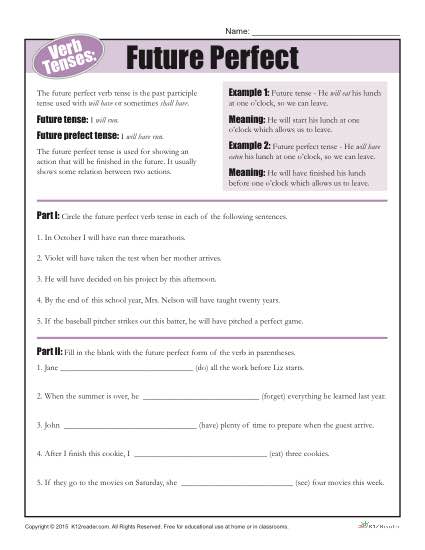 Name:
Verb Tenses:
Future Perfect
The future perfect verb tense is the past participle
tense used with will have or sometimes shall have.
Future tense: I will run.
Future prefect tense: I will have run.
The future perfect tense is used for showing an
action that will be finished in the future. It usually
shows some relation between two actions.
Example 1: Future tense - He will eat his lunch
at one o'clock, so we can leave.
Meaning: He will start his lunch at one
o'clock which allows us to leave.
Example 2: Future perfect tense - He will have
eaten his lunch at one o'clock, so we can leave.
Meaning: He will have finished his lunch
before one o'clock which allows us to leave.
Part I: Circle the future perfect verb tense in each of the following sentences.
1. In October I will have run three marathons.
2. Violet will have taken the test when her mother arrives.
3. He will have decided on his project by this afternoon.
4. By the end of this school year, Mrs. Nelson will have taught twenty years.
5. If the baseball pitcher strikes out this batter, he will have pitched a perfect game.
Part II: Fill in the blank with the future perfect form of the verb in parentheses.
1. Jane ____________ (do) all the work before Liz starts.
2. When the summer is over, he ____________ (forget) everything he learned last year.
3. John ____________ (have) plenty of time to prepare when the guest arrive.
4. After I finish this cookie, I ____________ (eat) three cookies.
5. If they go to the movies on Saturday, she ____________ (see) four movies this week.
Copyright © 2015 K12reader.com. All Rights Reserved. Free for educational use at home or in classrooms.
K12Reader